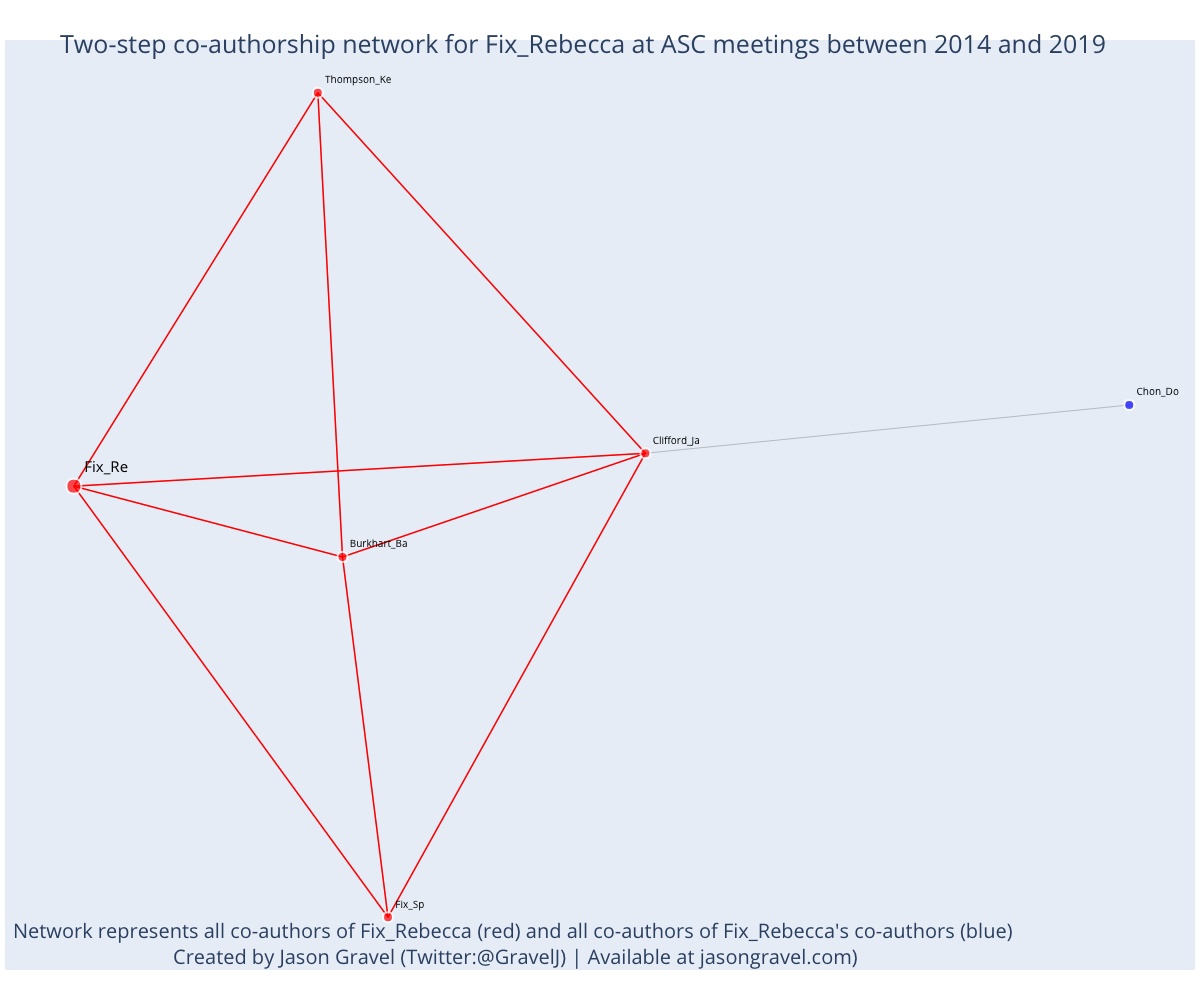 Two-step co-authorship network for Fix_Rebecca at ASC meetings between 2014 and 2019
Thompson_Ke
Chon_Do
Clifford_Ja
Fix_Re
Burkhart_Ba
Fix_Sp
Network represents all co-authors of Fix_Rebecca (red) and all co-authors of Fix_Rebecca's co-authors (blue)
Created by Jason Gravel (Twitter:@GravelJ) | Available at jasongravel.com)